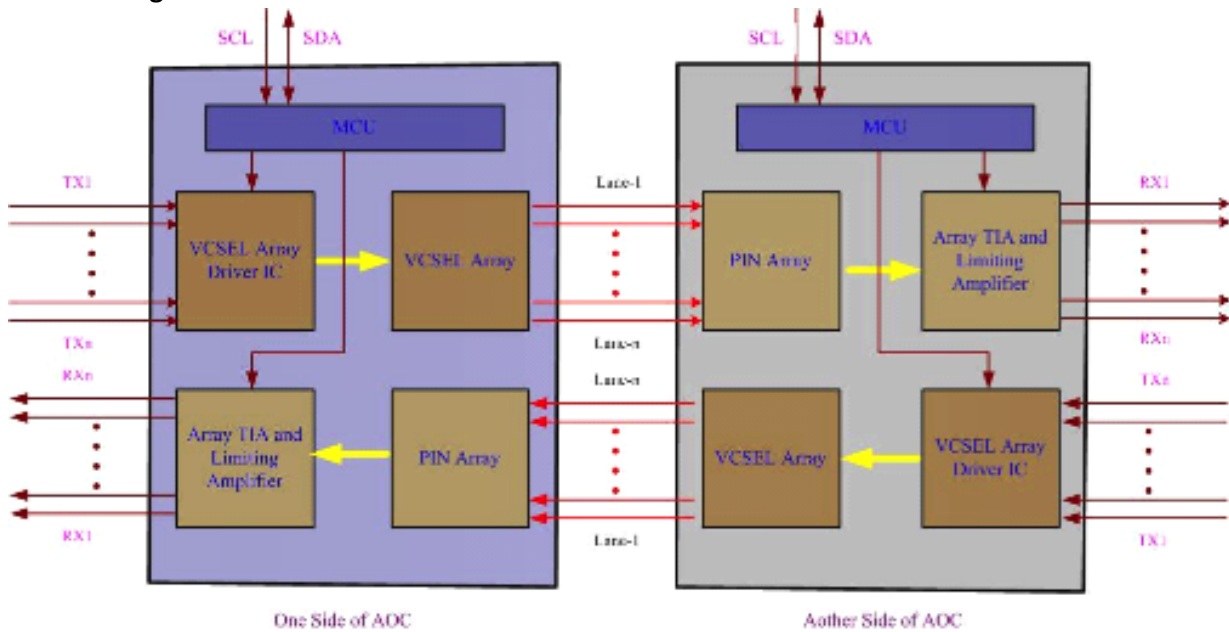 SCL
SDA
SCL
SDA
MCU
MCU
TX1
Lane-1
RX1
VCSEL Array
Driver IC
VCSEL Array
PIN Array
Array TIA and
Limiting
Amplifier
TXn
Lane-n
RXn
RXn
Lane-n
TXn
Array TIA and
Limiting
Amplifier
PIN Array
VCSEL Array
VCSEL Array
Driver IC
RX1
Lane-1
TX1
One Side of AOC
Aother Side of AOC